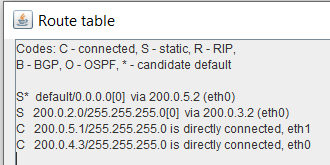 Route table
Codes: C - connected, S - static, R - RIP,
B - BGP, O - OSPF, * - candidate default
S* default/0.0.0.0[0] via 200.0.5.2 (eth0)
S 200.0.2.0/255.255.255.0[0] via 200.0.3.2 (eth0)
C 200.0.5.1/255.255.255.0 is directly connected, eth1
C 200.0.4.3/255.255.255.0 is directly connected, eth0